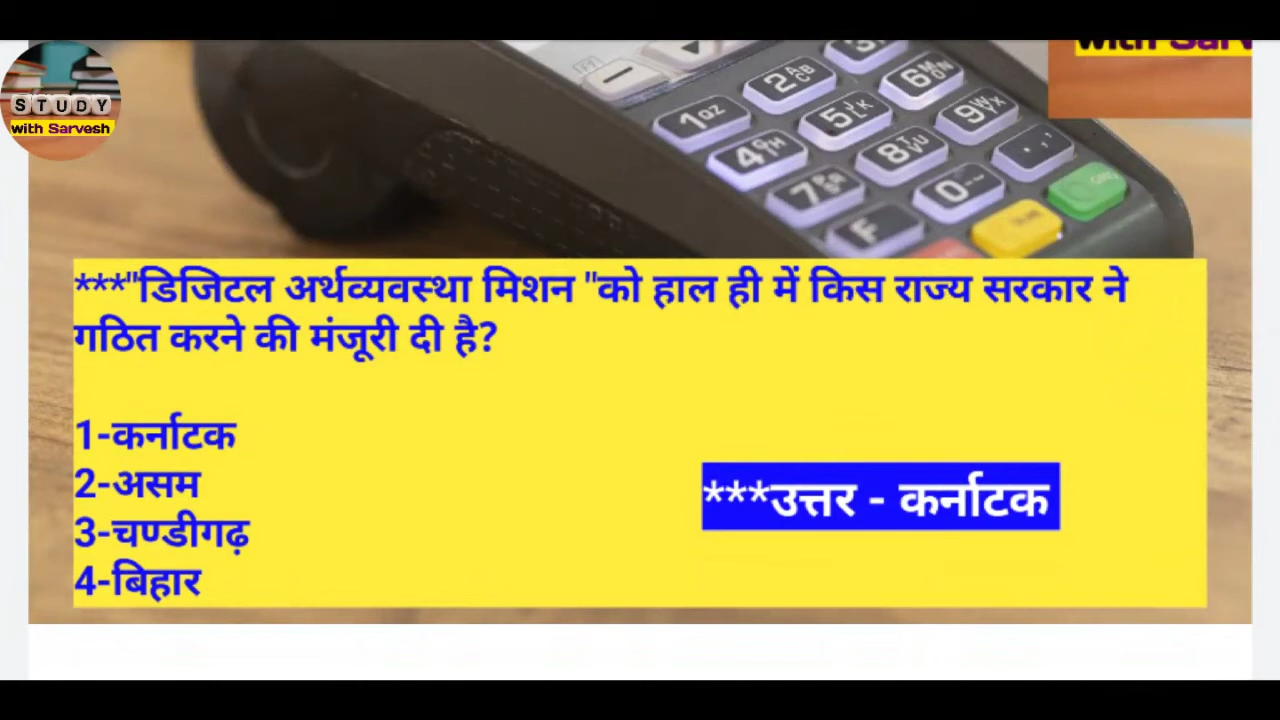 STUDY
with Sarvesh
***"डिजिटल अर्थव्यवस्था मिशन "को हाल ही में किस राज्य सरकार ने
गठित करने की मंजूरी दी है?
1-कर्नाटक
2-असम
3-चण्डीगढ़
4-बिहार
***उत्तर - कर्नाटक